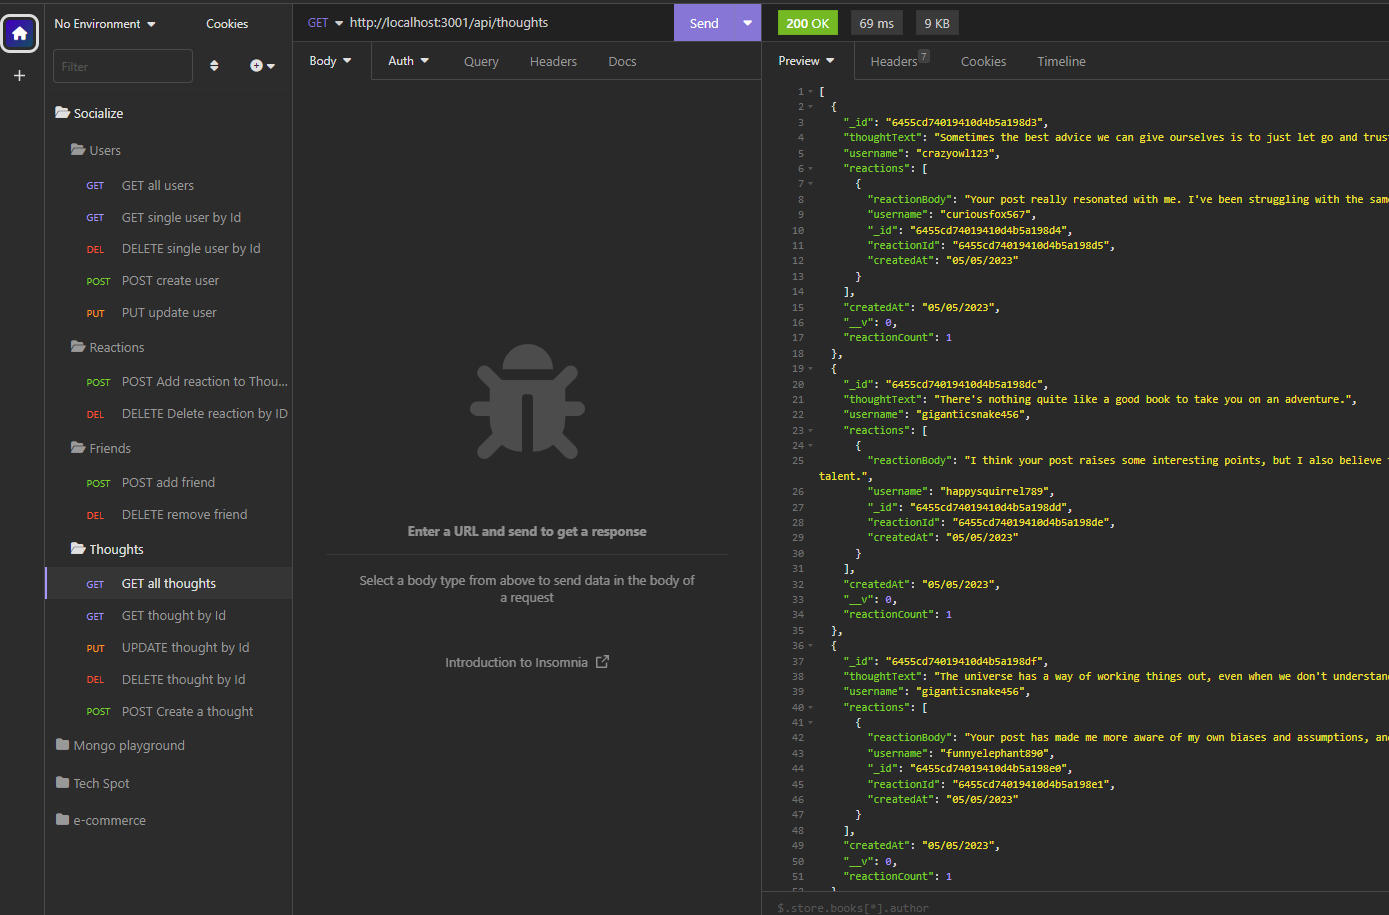 No Environment
Cookies
Filter
Socialize
Users
GET GET all users
GET GET single user by Id
DEL DELETE single user by Id
POST POST create user
PUT PUT update user
Reactions
POST POST Add reaction to Thou...
DEL DELETE Delete reaction by ID
Friends
POST POST add friend
DEL DELETE remove friend
Thoughts
GET GET all thoughts
GET GET thought by Id
PUT UPDATE thought by Id
DEL DELETE thought by Id
POST POST Create a thought
Mongo playground
Tech Spot
e-commerce
GET http://localhost:3001/api/thoughts
Send
Body Auth Query Headers Docs
Enter a URL and send to get a response
Select a body type from above to send data in the body of
a request
Introduction to Insomnia
200 OK 69 ms 9 KB
Preview Headers 7 Cookies Timeline
1 [
2 {
3 "_id": "6455cd74019410d4b5a198d3",
4 "thoughtText": "Sometimes the best advice we can give ourselves is to just let go and trust
5 "username": "crazyowl123",
6 "reactions": [
7 {
8 "reactionBody": "Your post really resonated with me. I've been struggling with the same
9 "username": "curiousfox567",
10 "_id": "6455cd74019410d4b5a198d4",
11 "reactionId": "6455cd74019410d4b5a198d5",
12 "createdAt": "05/05/2023"
13 }
14 ],
15 "createdAt": "05/05/2023",
16 "__v": 0,
17 "reactionCount": 1
18 },
19 {
20 "_id": "6455cd74019410d4b5a198dc",
21 "thoughtText": "There's nothing quite like a good book to take you on an adventure.",
22 "username": "giganticsnake456",
23 "reactions": [
24 {
25 "reactionBody": "I think your post raises some interesting points, but I also believe
talent.",
26 "username": "happysquirrel789",
27 "_id": "6455cd74019410d4b5a198dd",
28 "reactionId": "6455cd74019410d4b5a198de",
29 "createdAt": "05/05/2023"
30 }
31 ],
32 "createdAt": "05/05/2023",
33 "__v": 0,
34 "reactionCount": 1
35 },
36 {
37 "_id": "6455cd74019410d4b5a198df",
38 "thoughtText": "The universe has a way of working things out, even when we don't understand
39 "username": "giganticsnake456",
40 "reactions": [
41 {
42 "reactionBody": "Your post has made me more aware of my own biases and assumptions, and
43 "username": "funnyelephant890",
44 "_id": "6455cd74019410d4b5a198e0",
45 "reactionId": "6455cd74019410d4b5a198e1",
46 "createdAt": "05/05/2023"
47 }
48 ],
49 "createdAt": "05/05/2023",
50 "__v": 0,
51 "reactionCount": 1
52 }
$.store.books[*].author